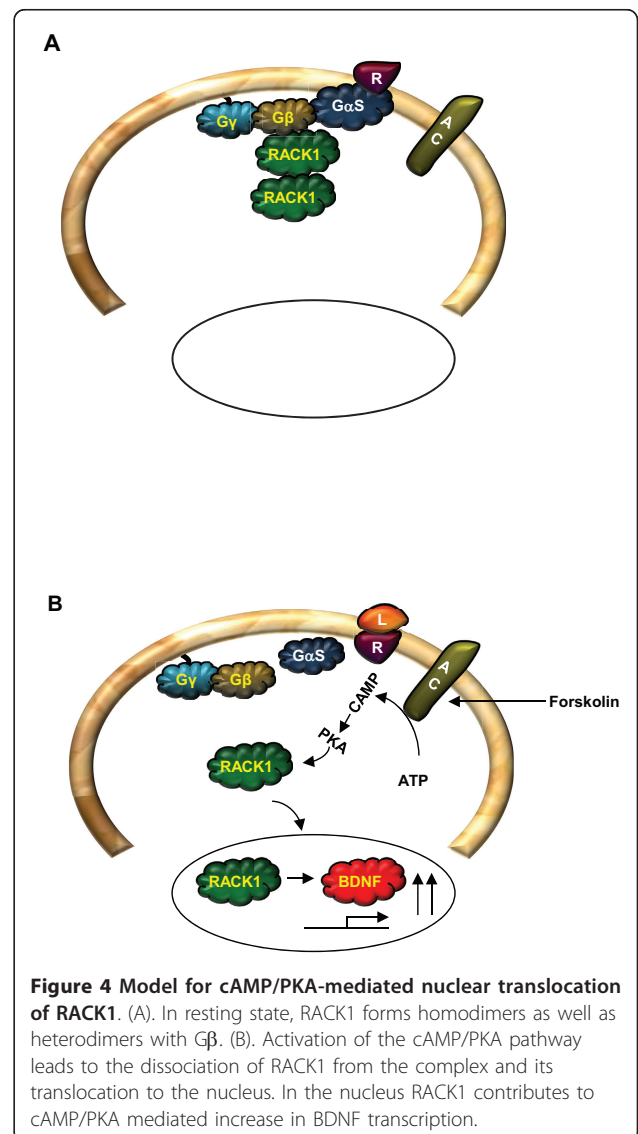 A
R
GαS
Gβ
Gγ
A
C
RACK1
RACK1
B
L
R
GαS
A
C
Gγ
Gβ
CAMP
Forskolin
PKA
RACK1
ATP
RACK1
BDNF
Figure 4 Model for cAMP/PKA-mediated nuclear translocation
of RACK1. (A). In resting state, RACK1 forms homodimers as well as
heterodimers with Gβ. (B). Activation of the cAMP/PKA pathway
leads to the dissociation of RACK1 from the complex and its
translocation to the nucleus. In the nucleus RACK1 contributes to
cAMP/PKA mediated increase in BDNF transcription.